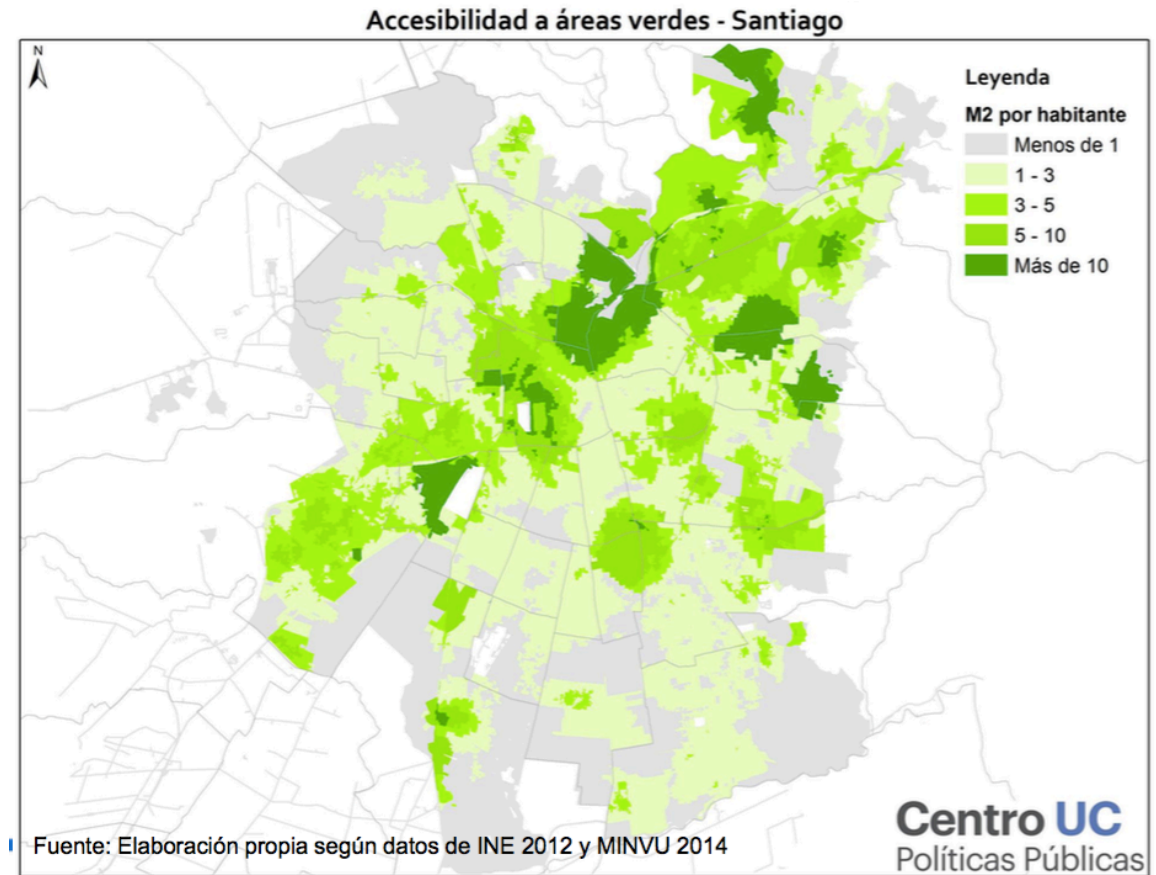 Accesibilidad a áreas verdes - Santiago
N
Leyenda
M2 por habitante
Menos de 1
1 - 3
3 - 5
5 - 10
Más de 10
Fuente: Elaboración propia según datos de INE 2012 y MINVU 2014
Centro UC
Políticas Públicas